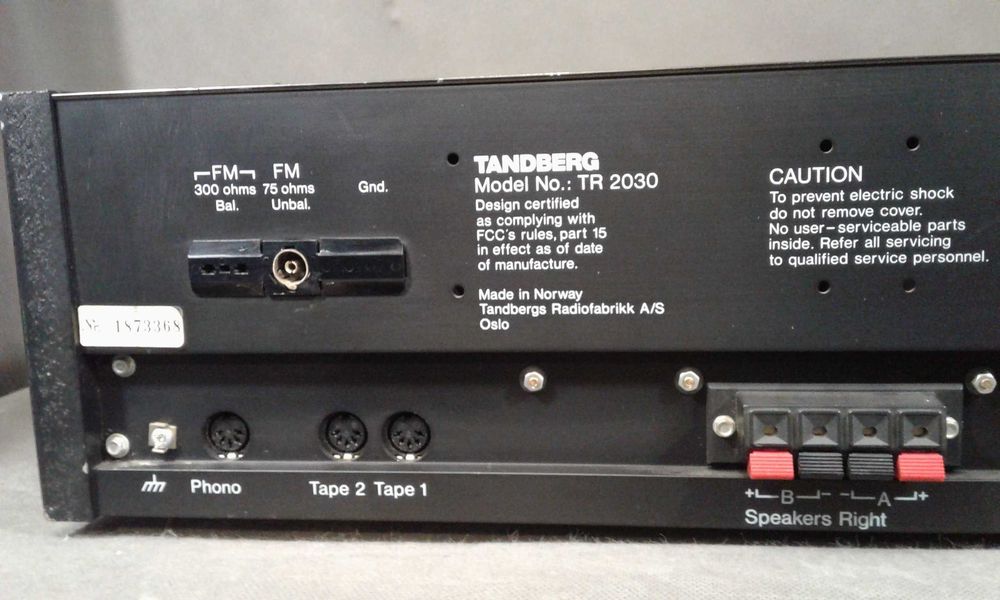 FM FM
300 ohms 75 ohms Gnd.
Bal. Unbal.
TANDBERG
Model No.: TR 2030
Design certified
as complying with
FCC's rules, part 15
in effect as of date
of manufacture.
Made in Norway
Tandbergs Radiofabrikk A/S
Oslo
CAUTION
To prevent electric shock
do not remove cover.
No user-serviceable parts
inside. Refer all servicing
to qualified service personnel.
Nr. 1873368
Phono Tape 2 Tape 1
+ B - - A +
Speakers Right